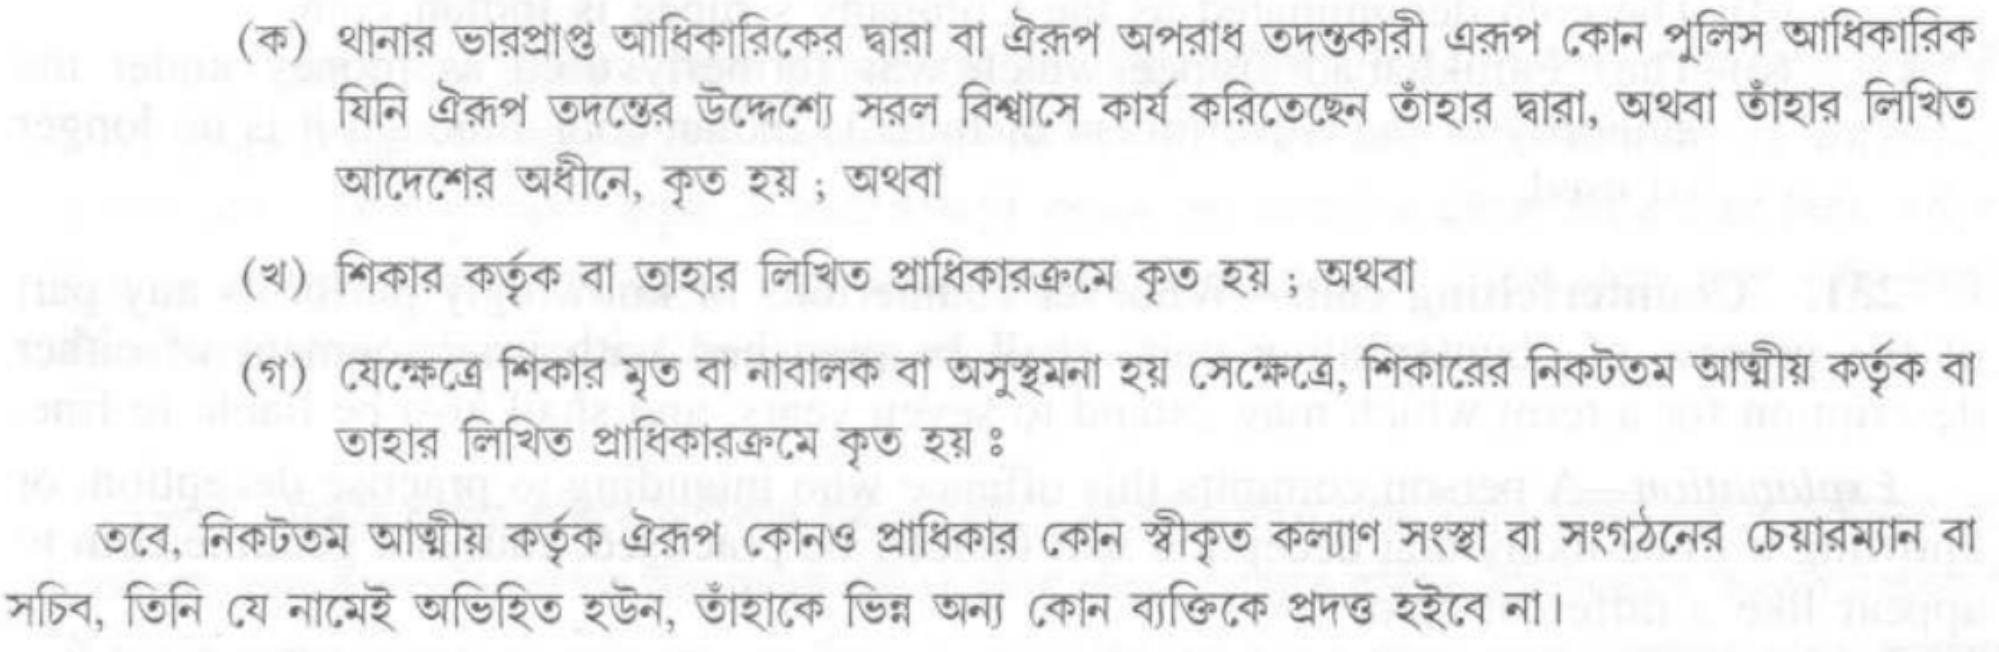 (ক) থানার ভারপ্রাপ্ত আধিকারিকের দ্বারা বা ঐরূপ অপরাধ তদন্তকারী এরূপ কোন পুলিস আধিকারিক
যিনি ঐরূপ তদন্তের উদ্দেশ্যে সরল বিশ্বাসে কার্য করিতেছেন তাঁহার দ্বারা, অথবা তাঁহার লিখিত
আদেশের অধীনে, কৃত হয় ; অথবা
(খ) শিকার কর্তৃক বা তাহার লিখিত প্রাধিকারক্রমে কৃত হয় ; অথবা
(গ) যেক্ষেত্রে শিকার মৃত বা নাবালক বা অসুস্থমনা হয় সেক্ষেত্রে, শিকারের নিকটতম আত্মীয় কর্তৃক বা
তাহার লিখিত প্রাধিকারক্রমে কৃত হয় ঃ
তবে, নিকটতম আত্মীয় কর্তৃক ঐরূপ কোনও প্রাধিকার কোন স্বীকৃত কল্যাণ সংস্থা বা সংগঠনের চেয়ারম্যান বা
সচিব, তিনি যে নামেই অভিহিত হউন, তাঁহাকে ভিন্ন অন্য কোন ব্যক্তিকে প্রদত্ত হইবে না।